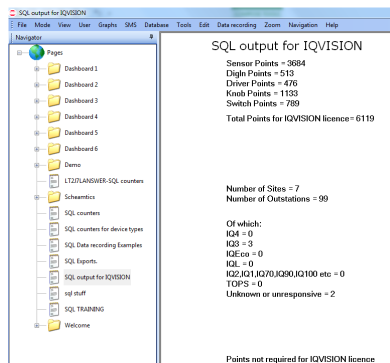 SQL output for IQVISION
File Mode View User Graphs SMS Database Tools Edit Data recording Zoom Navigation Help
Navigator
Pages
Dashboard 1
Dashboard 2
Dashboard 3
Dashboard 4
Dashboard 5
Dashboard 6
Demo
LT2J7LANSWER-SQL counters
Scheamtics
SQL counters
SQL counters for device types
SQL Data recording Examples
SQL Exports.
SQL output for IQVISION
sql stuff
SQL TRAINING
Welcome
SQL output for IQVISION
Sensor Points = 3684
DigIn Points = 513
Driver Points = 476
Knob Points = 1133
Switch Points = 789
Total Points for IQVISION licence= 6119
Number of Sites = 7
Number of Outstations = 99
Of which:
IQ4 = 0
IQ3 = 3
IQEco = 0
IQL = 0
IQ2,IQ1,IQ70,IQ90,IQ100 etc = 0
TOPS = 0
Unknown or unresponsive = 2
Points not required for IQVISION licence